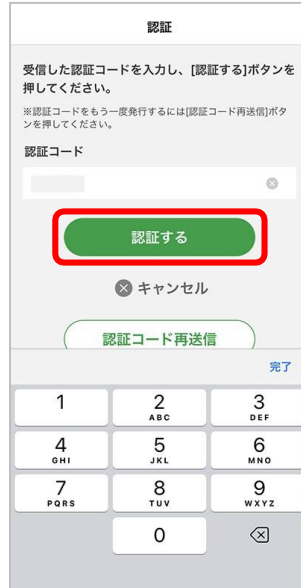 認証
受信した認証コードを入力し、[認証する]ボタンを
押してください。
※認証コードをもう一度発行するには[認証コード再送信]ボタ
ンを押してください。
認証コード
認証する
キャンセル
認証コード再送信
完了
1
2
ABC
3
DEF
4
GHI
5
JKL
6
MNO
7
PQRS
8
TUV
9
WXYZ
0